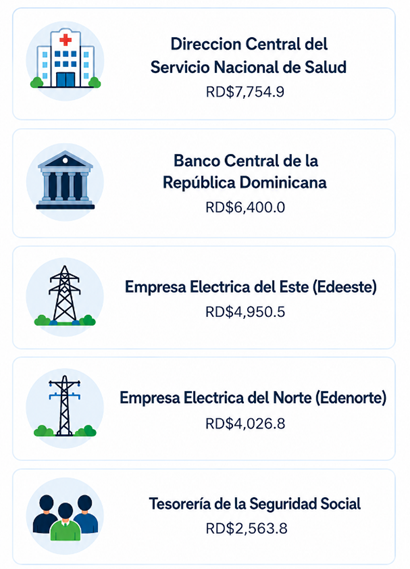 Direccion Central del
Servicio Nacional de Salud
RD$7,754.9
Banco Central de la
República Dominicana
RD$6,400.0
Empresa Electrica del Este (Edeeste)
RD$4,950.5
Empresa Electrica del Norte (Edenorte)
RD$4,026.8
Tesorería de la Seguridad Social
RD$2,563.8